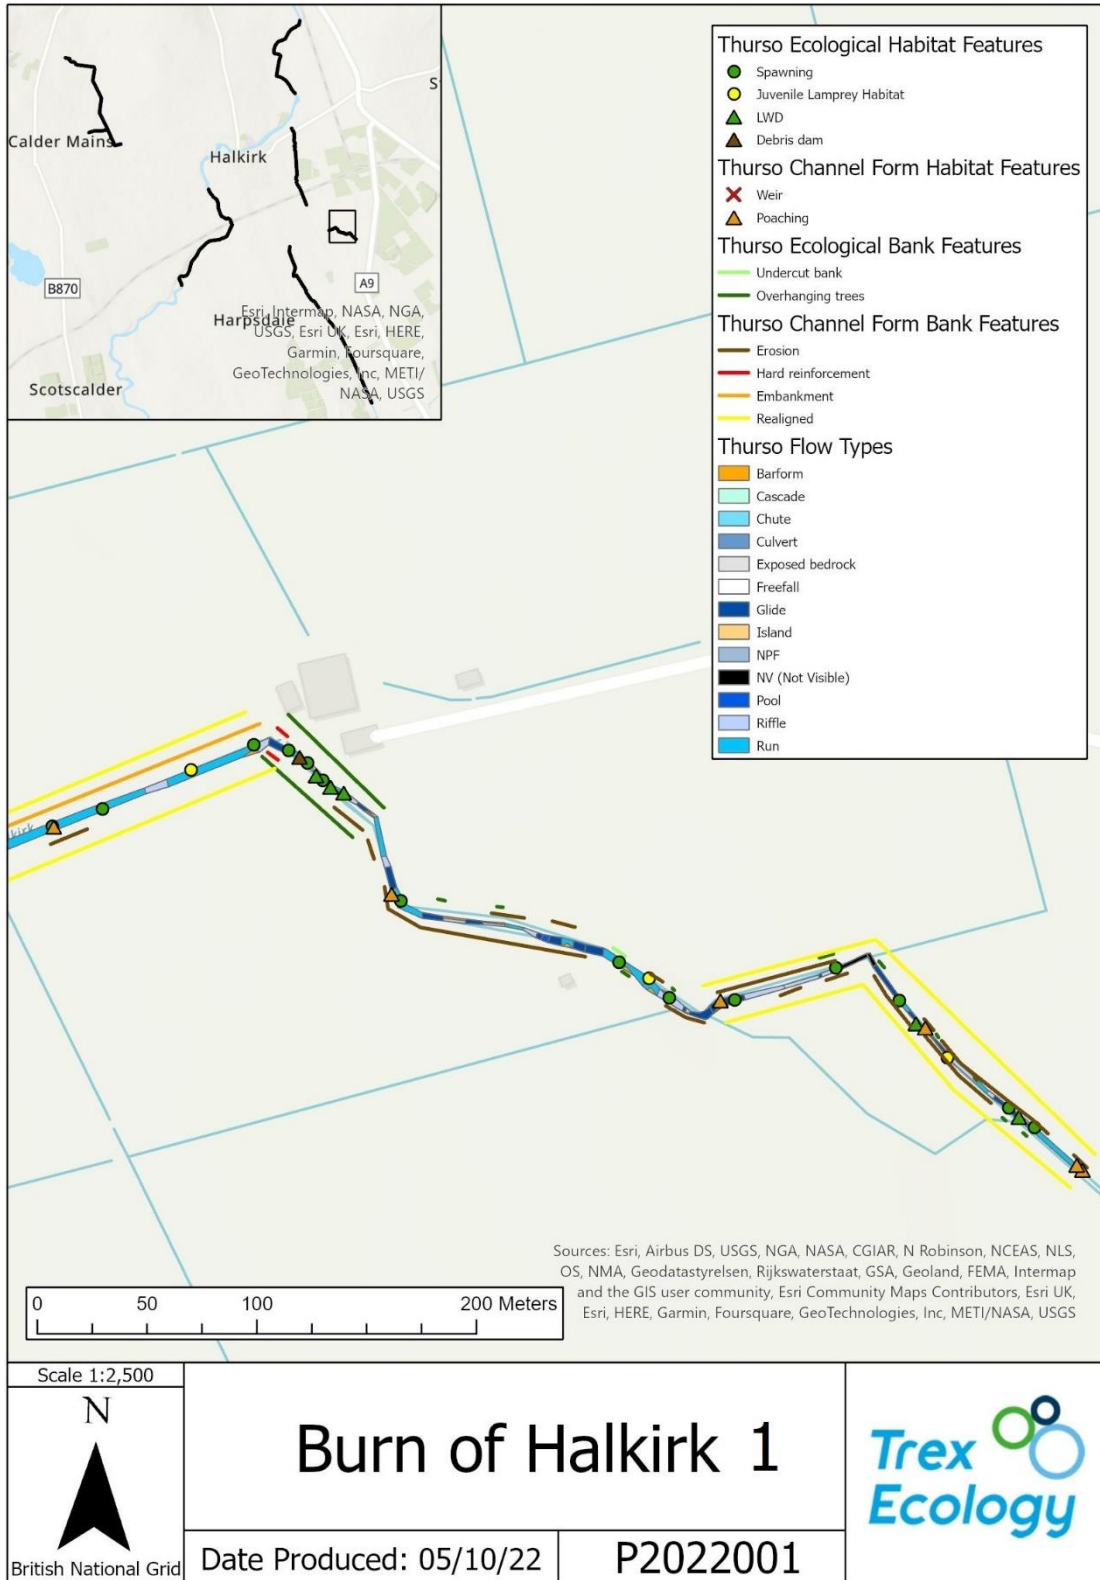 Calder Mains
Halkirk
St
B870
A9
Harpsdale
Scotscalder
Esri, Intermap, NASA, NGA,
USGS, Esri UK, Esri, HERE,
Garmin, Foursquare,
GeoTechnologies, Inc, METI/
NASA, USGS
Thurso Ecological Habitat Features
Spawning
Juvenile Lamprey Habitat
LWD
Debris dam
Thurso Channel Form Habitat Features
Weir
Poaching
Thurso Ecological Bank Features
Undercut bank
Overhanging trees
Thurso Channel Form Bank Features
Erosion
Hard reinforcement
Embankment
Realigned
Thurso Flow Types
Barform
Cascade
Chute
Culvert
Exposed bedrock
Freefall
Glide
Island
NPF
NV (Not Visible)
Pool
Riffle
Run
kirk
Sources: Esri, Airbus DS, USGS, NGA, NASA, CGIAR, N Robinson, NCEAS, NLS,
OS, NMA, Geodatastyrelsen, Rijkswaterstaat, GSA, Geoland, FEMA, Intermap
and the GIS user community, Esri Community Maps Contributors, Esri UK,
Esri, HERE, Garmin, Foursquare, GeoTechnologies, Inc, METI/NASA, USGS
0 50 100 200 Meters
Scale 1:2,500
N
British National Grid
Burn of Halkirk 1
Date Produced: 05/10/22
P2022001
Trex
Ecology